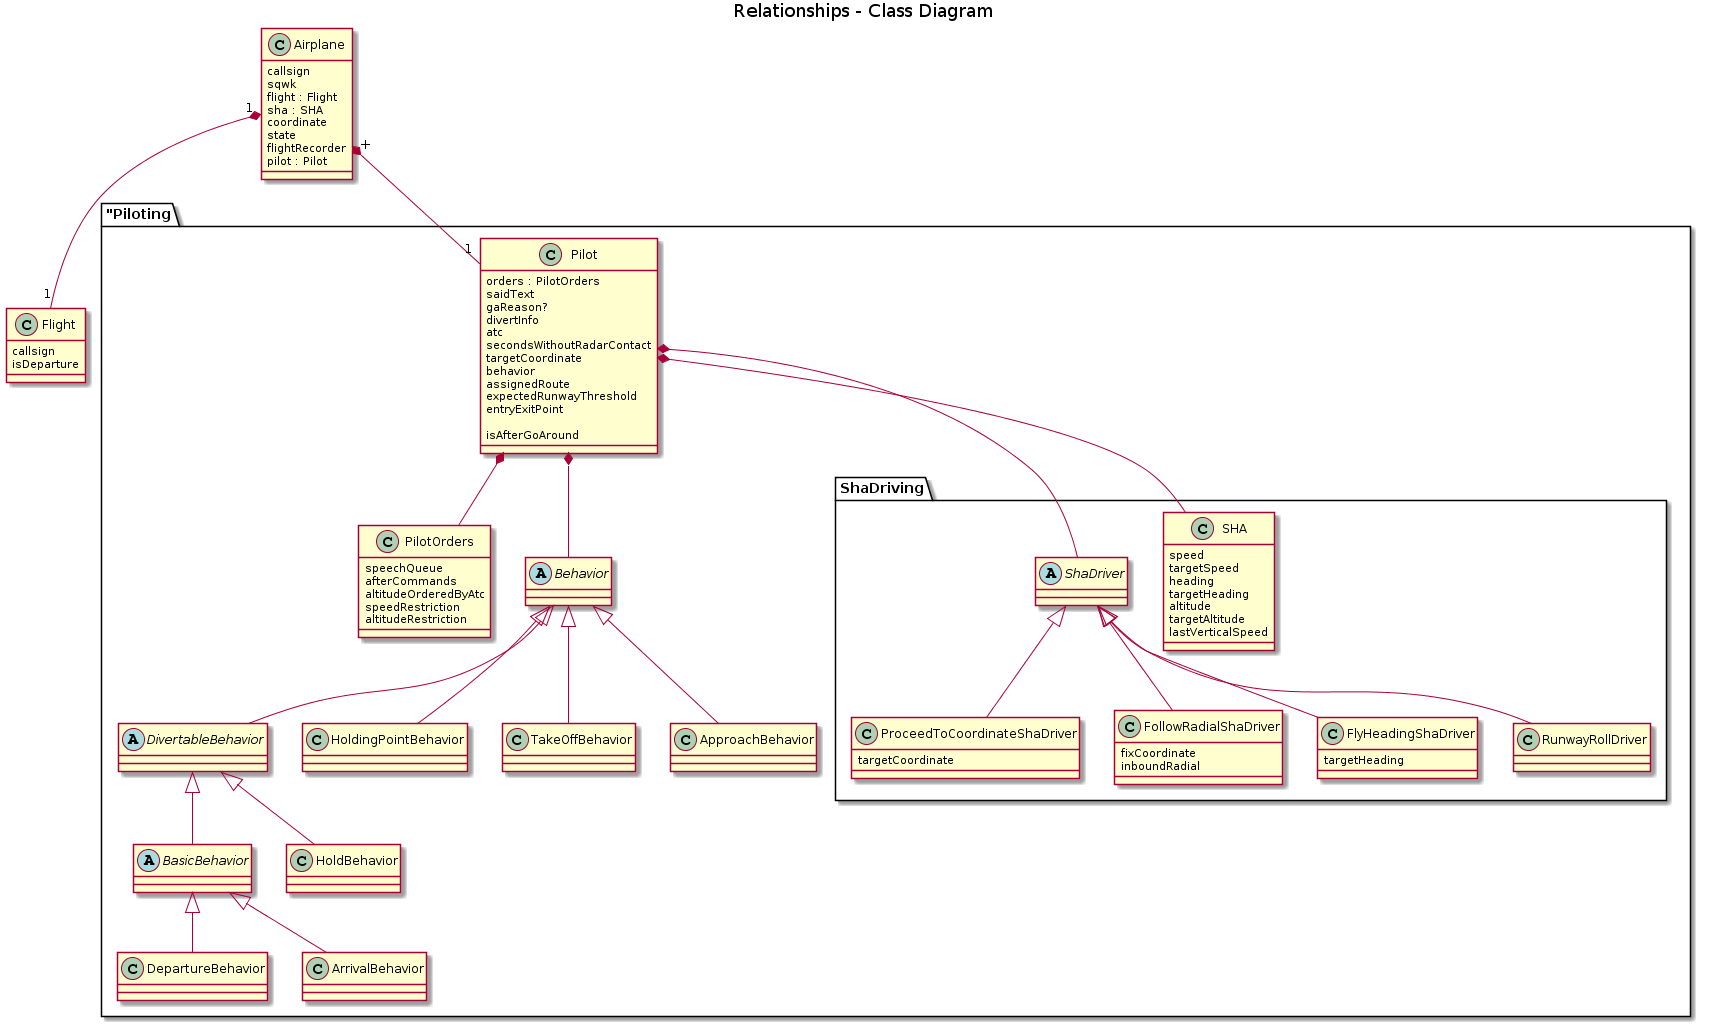 Relationships - Class Diagram
C Airplane
callsign
sqwk
flight : Flight
sha : SHA
coordinate
state
flightRecorder
pilot : Pilot
1
+
1
1
"Piloting
C Flight
callsign
isDeparture
C Pilot
orders : PilotOrders
saidText
gaReason?
divertInfo
atc
secondsWithoutRadarContact
targetCoordinate
behavior
assignedRoute
expectedRunwayThreshold
entryExitPoint
isAfterGoAround
C PilotOrders
speechQueue
afterCommands
altitudeOrderedByAtc
speedRestriction
altitudeRestriction
A Behavior
ShaDriving
A ShaDriver
C SHA
speed
targetSpeed
heading
targetHeading
altitude
targetAltitude
lastVerticalSpeed
A DivertableBehavior
C HoldingPointBehavior
C TakeOffBehavior
C ApproachBehavior
C ProceedToCoordinateShaDriver
targetCoordinate
C FollowRadialShaDriver
fixCoordinate
inboundRadial
C FlyHeadingShaDriver
targetHeading
C RunwayRollDriver
A BasicBehavior
C HoldBehavior
C DepartureBehavior
C ArrivalBehavior